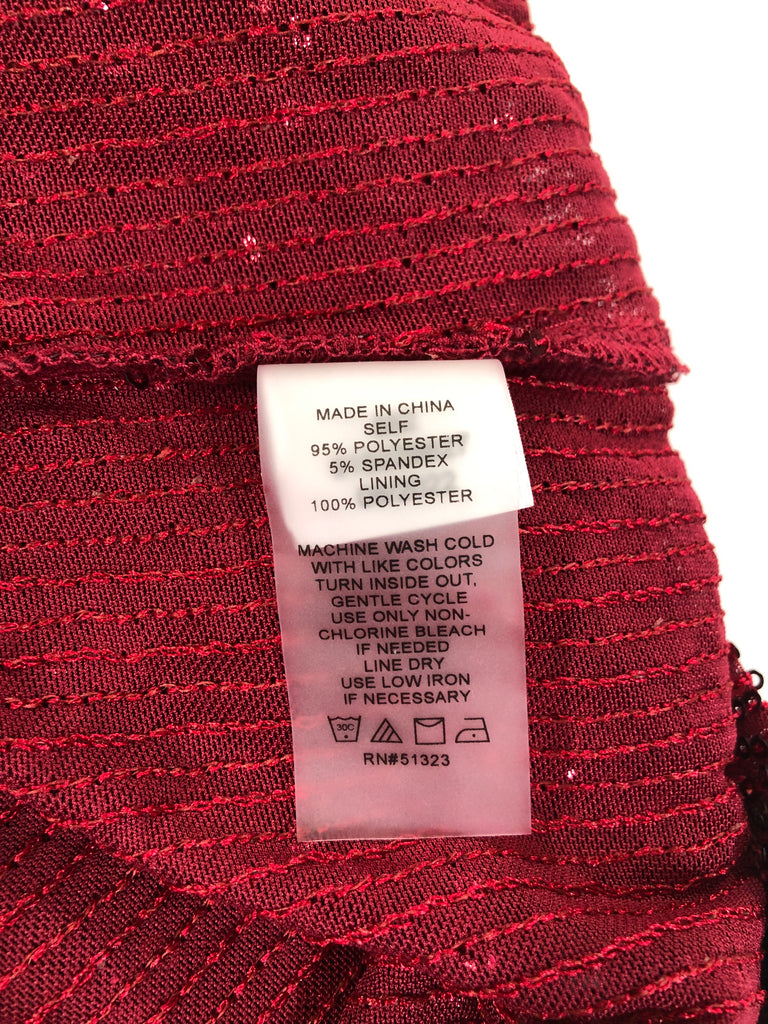 MADE IN CHINA
SELF
95% POLYESTER
5% SPANDEX
LINING
100% POLYESTER
MACHINE WASH COLD
WITH LIKE COLORS
TURN INSIDE OUT,
GENTLE CYCLE
USE ONLY NON-
CHLORINE BLEACH
IF NEEDED
LINE DRY
USE LOW IRON
IF NECESSARY
30C
RN#51323